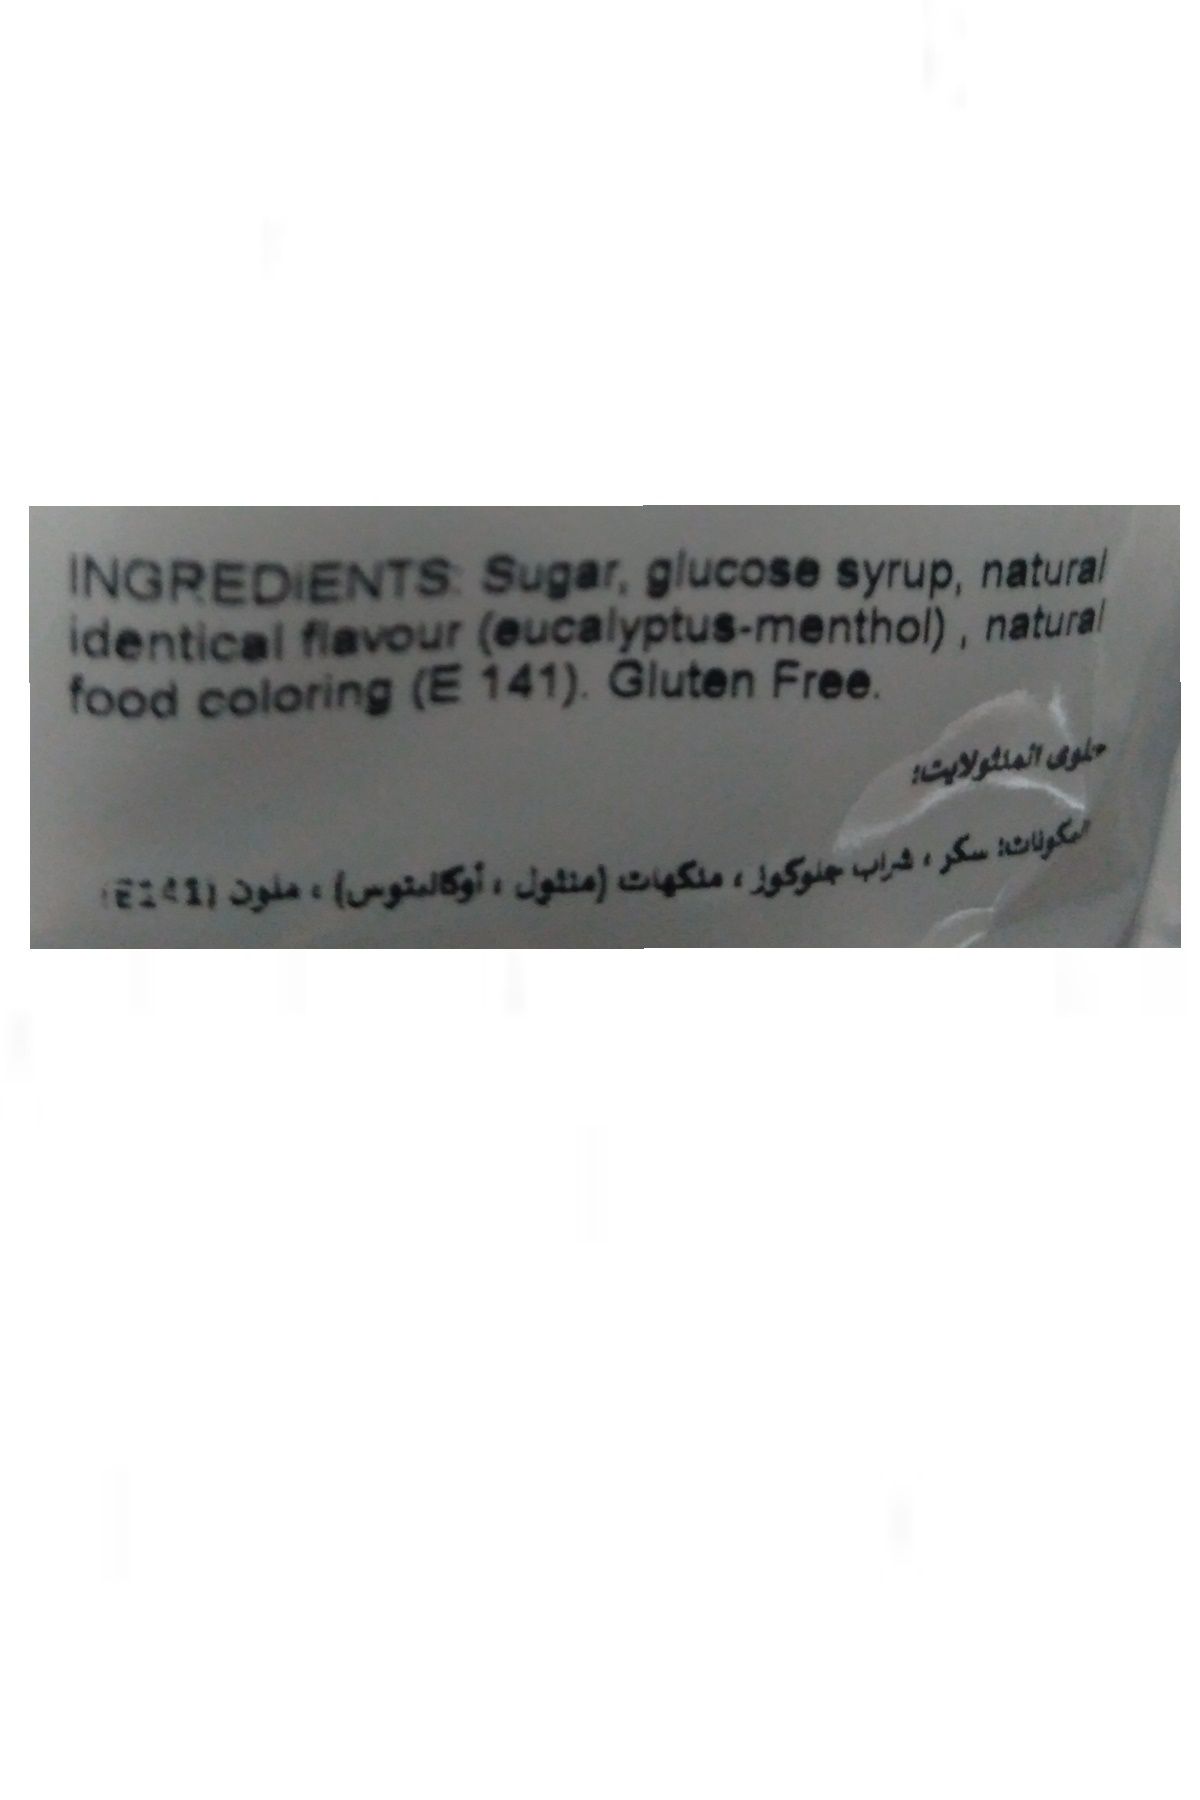 INGREDIENTS: Sugar, glucose syrup, natural
identical flavour (eucalyptus-menthol) , natural
food coloring (E 141). Gluten Free.
حلوى المنثولايت:
المكونات: سكر ، شراب جلوكوز ، منكهات (منثول ، أوكالبتوس) ، ملون (E141)